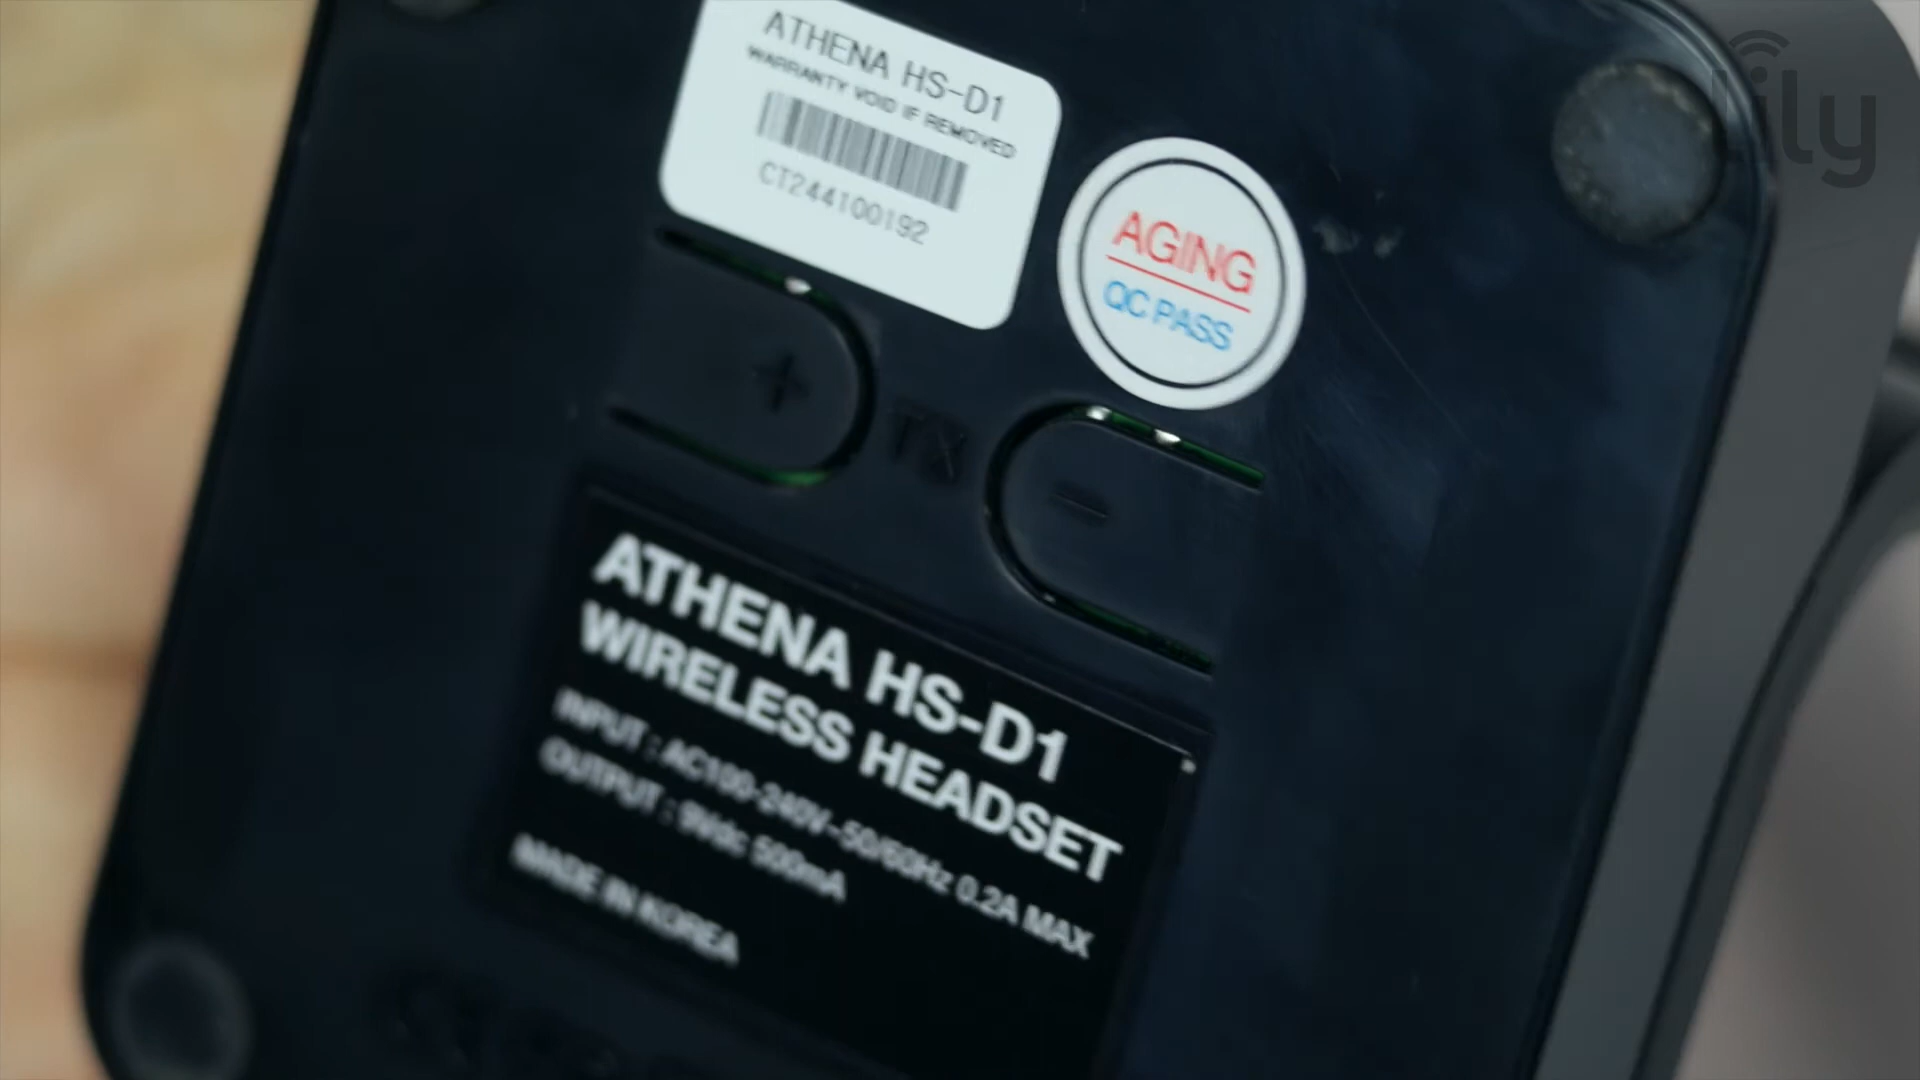 lily
ATHENA HS-D1
WARRANTY VOID IF REMOVED
CT244100192
AGING
QC PASS
+ TX -
ATHENA HS-D1
WIRELESS HEADSET
INPUT : AC100-240V~50/60Hz 0.2A MAX
OUTPUT : 9Vdc 500mA
MADE IN KOREA